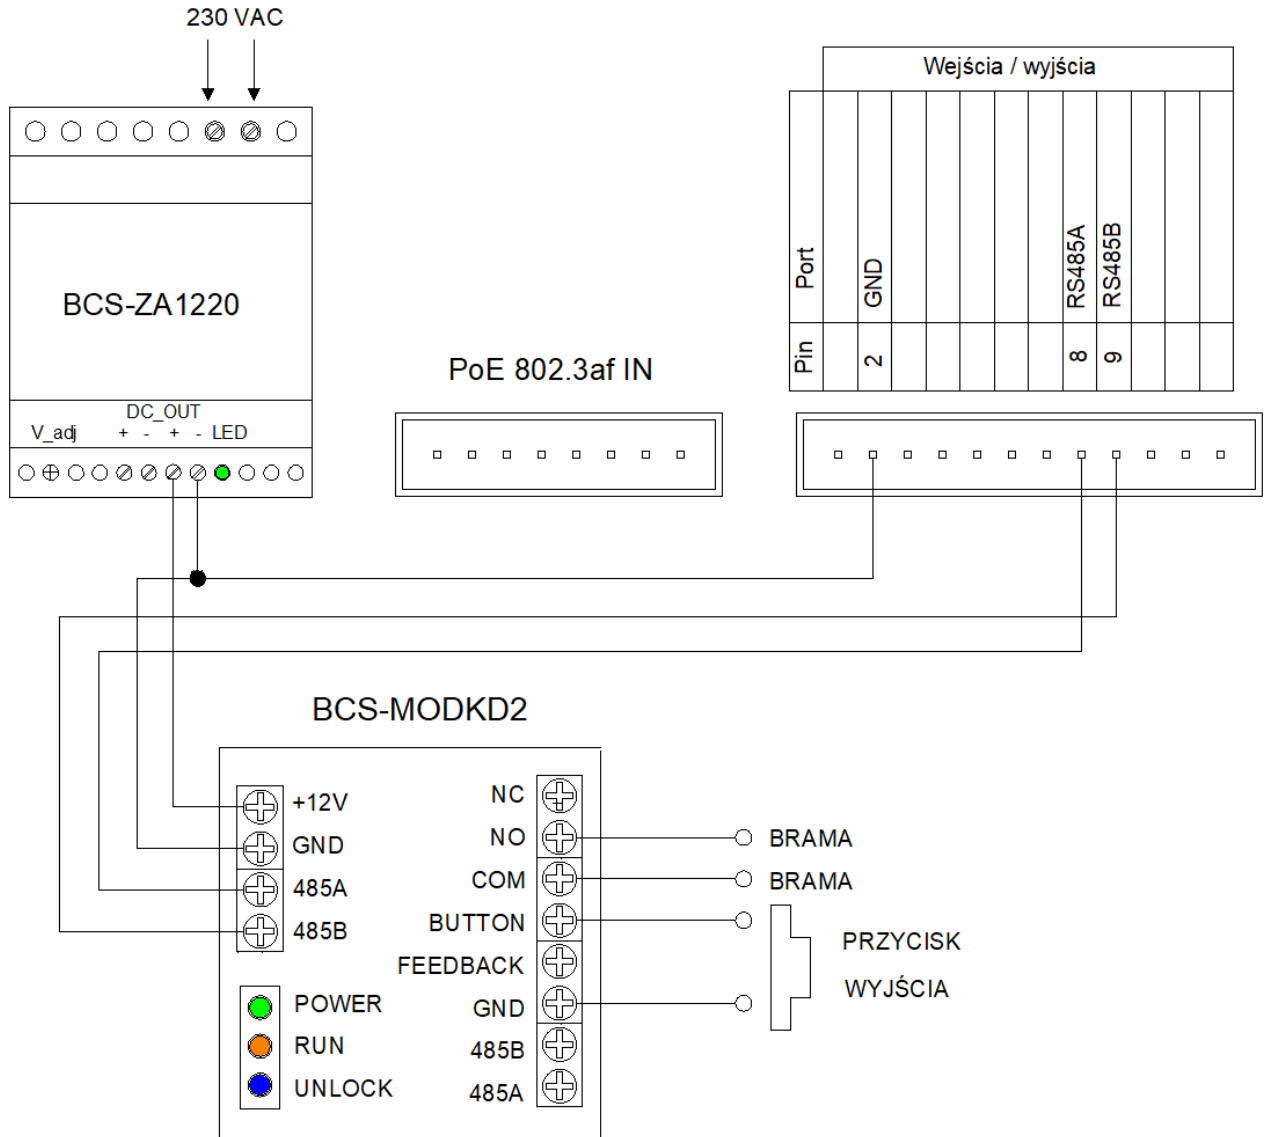 230 VAC
BCS-ZA1220
DC_OUT
V_adj + - + - LED
PoE 802.3af IN
Wejścia / wyjścia
Port GND RS485A RS485B
Pin 2 8 9
BCS-MODKD2
+12V
GND
485A
485B
POWER
RUN
UNLOCK
NC
NO
COM
BUTTON
FEEDBACK
GND
485B
485A
BRAMA
BRAMA
PRZYCISK
WYJŚCIA